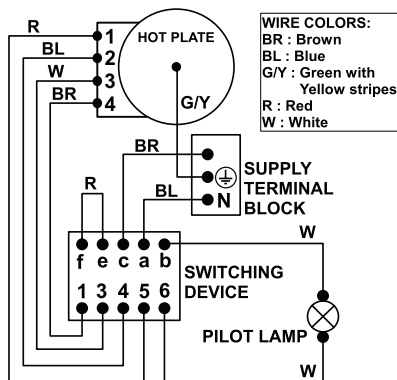 R
BL
W
BR
1
2
3
4
HOT PLATE
G/Y
WIRE COLORS:
BR : Brown
BL : Blue
G/Y : Green with
Yellow stripes
R : Red
W : White
BR
BL
N
SUPPLY
TERMINAL
BLOCK
R
W
f e c a b
1 3 4 5 6
SWITCHING
DEVICE
PILOT LAMP
W